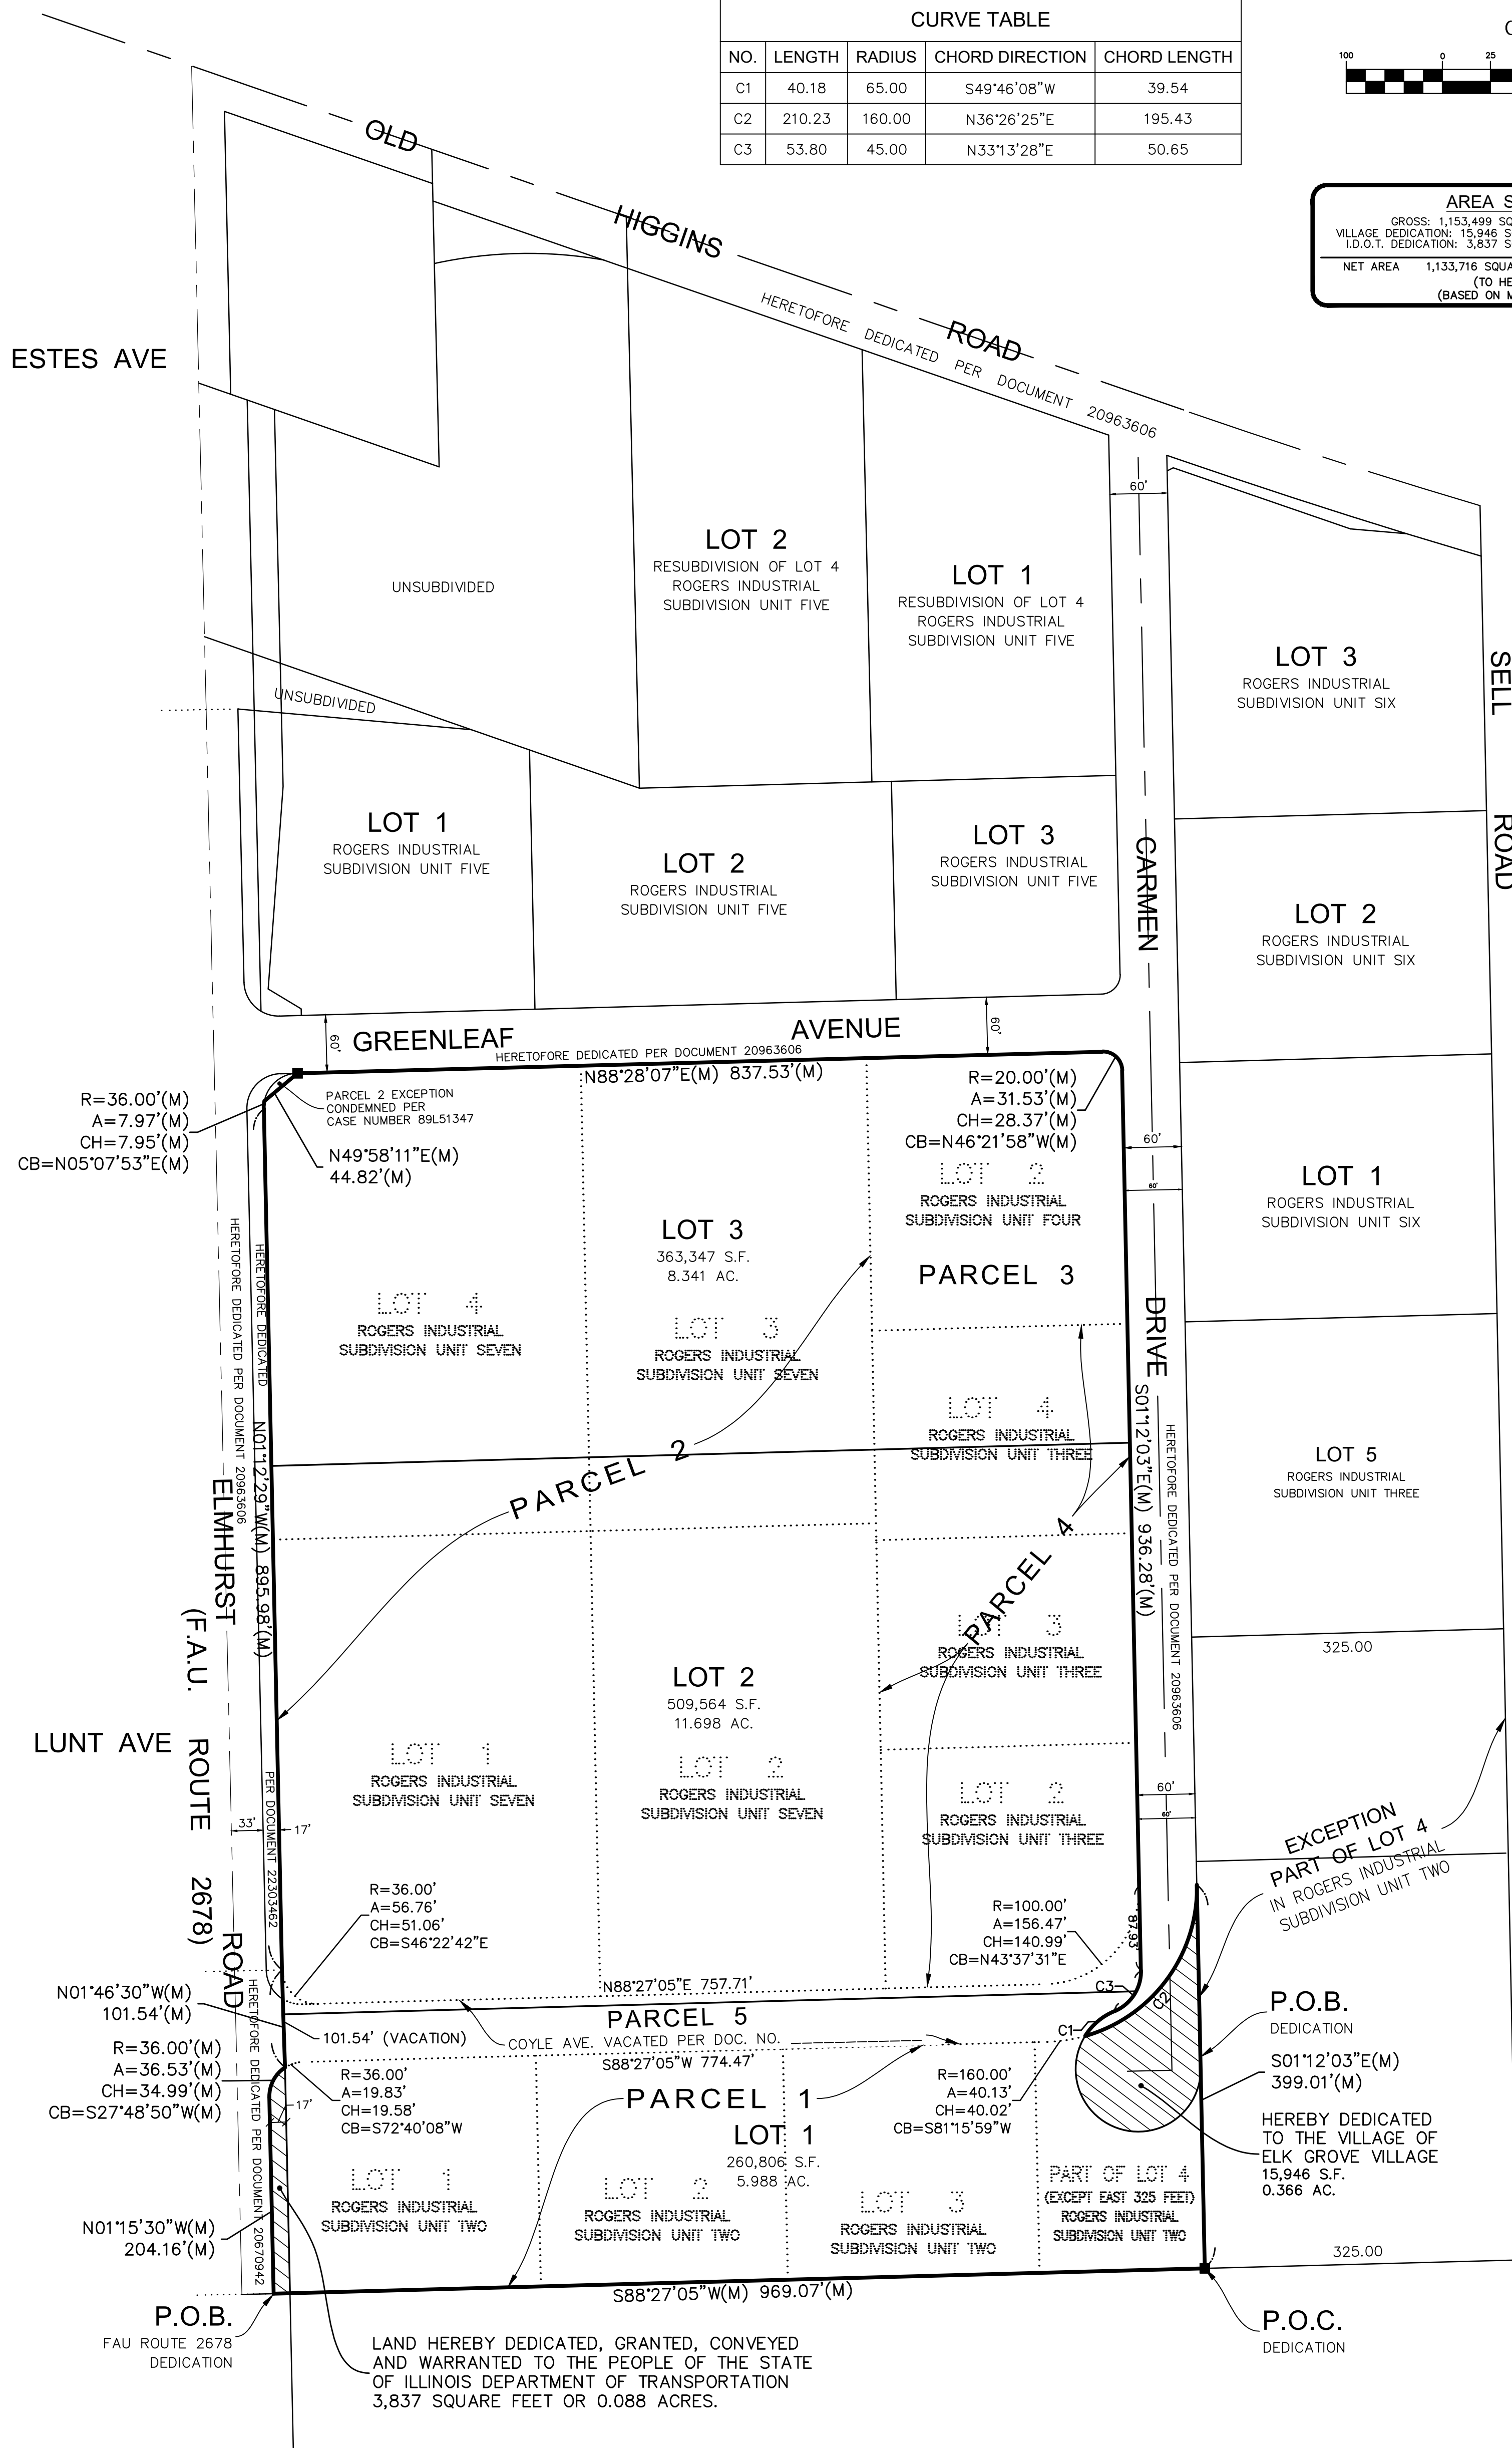 CURVE TABLE
NO. LENGTH RADIUS CHORD DIRECTION CHORD LENGTH
C1 40.18 65.00 S49°46'08"W 39.54
C2 210.23 160.00 N36°26'25"E 195.43
C3 53.80 45.00 N33°13'28"E 50.65
100 0 25
AREA S
GROSS: 1,153,499 SQ
VILLAGE DEDICATION: 15,946 S
I.D.O.T. DEDICATION: 3,837 S
NET AREA 1,133,716 SQUA
(TO HE
(BASED ON M
OLD HIGGINS ROAD
HERETOFORE DEDICATED PER DOCUMENT 20963606
ESTES AVE
60'
LOT 2
RESUBDIVISION OF LOT 4
ROGERS INDUSTRIAL
SUBDIVISION UNIT FIVE
LOT 1
RESUBDIVISION OF LOT 4
ROGERS INDUSTRIAL
SUBDIVISION UNIT FIVE
UNSUBDIVIDED
UNSUBDIVIDED
LOT 3
ROGERS INDUSTRIAL
SUBDIVISION UNIT SIX
SELL ROAD
LOT 1
ROGERS INDUSTRIAL
SUBDIVISION UNIT FIVE
LOT 2
ROGERS INDUSTRIAL
SUBDIVISION UNIT FIVE
LOT 3
ROGERS INDUSTRIAL
SUBDIVISION UNIT FIVE
CARMEN DRIVE
LOT 2
ROGERS INDUSTRIAL
SUBDIVISION UNIT SIX
60'
GREENLEAF AVENUE
60'
HERETOFORE DEDICATED PER DOCUMENT 20963606
N88°28'07"E(M) 837.53'(M)
R=36.00'(M)
A=7.97'(M)
CH=7.95'(M)
CB=N05°07'53"E(M)
PARCEL 2 EXCEPTION
CONDEMNED PER
CASE NUMBER 89L51347
N49°58'11"E(M)
44.82'(M)
R=20.00'(M)
A=31.53'(M)
CH=28.37'(M)
CB=N46°21'58"W(M)
60'
60'
LOT 2
ROGERS INDUSTRIAL
SUBDIVISION UNIT FOUR
PARCEL 3
LOT 1
ROGERS INDUSTRIAL
SUBDIVISION UNIT SIX
LOT 3
363,347 S.F.
8.341 AC.
LOT 4
ROGERS INDUSTRIAL
SUBDIVISION UNIT SEVEN
LOT 3
ROGERS INDUSTRIAL
SUBDIVISION UNIT SEVEN
LOT 4
ROGERS INDUSTRIAL
SUBDIVISION UNIT THREE
S01°12'03"E(M) 936.28'(M)
HERETOFORE DEDICATED PER DOCUMENT 20963606
LOT 5
ROGERS INDUSTRIAL
SUBDIVISION UNIT THREE
HERETOFORE DEDICATED PER DOCUMENT 20963606
HERETOFORE DEDICATED PER DOCUMENT 22303462
N01°12'29"W(M) 895.98'(M)
ELMHURST ROAD
(F.A.U. ROUTE 2678)
PARCEL 2
PARCEL 4
LOT 3
ROGERS INDUSTRIAL
SUBDIVISION UNIT THREE
325.00
LOT 2
509,564 S.F.
11.698 AC.
LUNT AVE
LOT 1
ROGERS INDUSTRIAL
SUBDIVISION UNIT SEVEN
LOT 2
ROGERS INDUSTRIAL
SUBDIVISION UNIT SEVEN
LOT 2
ROGERS INDUSTRIAL
SUBDIVISION UNIT THREE
60'
60'
33'
17'
EXCEPTION
PART OF LOT 4
IN ROGERS INDUSTRIAL
SUBDIVISION UNIT TWO
R=36.00'
A=56.76'
CH=51.06'
CB=S46°22'42"E
R=100.00'
A=156.47'
CH=140.99'
CB=N43°37'31"E
87.93'
N88°27'05"E 757.71'
C3
C2
C1
N01°46'30"W(M)
101.54'(M)
101.54' (VACATION)
PARCEL 5
COYLE AVE. VACATED PER DOC. NO.
S88°27'05"W 774.47'
P.O.B.
DEDICATION
S01°12'03"E(M)
399.01'(M)
R=36.00'(M)
A=36.53'(M)
CH=34.99'(M)
CB=S27°48'50"W(M)
R=36.00'
A=19.83'
CH=19.58'
CB=S72°40'08"W
17'
PARCEL 1
R=160.00'
A=40.13'
CH=40.02'
CB=S81°15'59"W
LOT 1
260,806 S.F.
5.988 AC.
HEREBY DEDICATED
TO THE VILLAGE OF
ELK GROVE VILLAGE
15,946 S.F.
0.366 AC.
HERETOFORE DEDICATED PER DOCUMENT 20670942
LOT 1
ROGERS INDUSTRIAL
SUBDIVISION UNIT TWO
LOT 2
ROGERS INDUSTRIAL
SUBDIVISION UNIT TWO
LOT 3
ROGERS INDUSTRIAL
SUBDIVISION UNIT TWO
PART OF LOT 4
(EXCEPT EAST 325 FEET)
ROGERS INDUSTRIAL
SUBDIVISION UNIT TWO
N01°15'30"W(M)
204.16'(M)
325.00
S88°27'05"W(M) 969.07'(M)
P.O.B.
FAU ROUTE 2678
DEDICATION
P.O.C.
DEDICATION
LAND HEREBY DEDICATED, GRANTED, CONVEYED
AND WARRANTED TO THE PEOPLE OF THE STATE
OF ILLINOIS DEPARTMENT OF TRANSPORTATION
3,837 SQUARE FEET OR 0.088 ACRES.